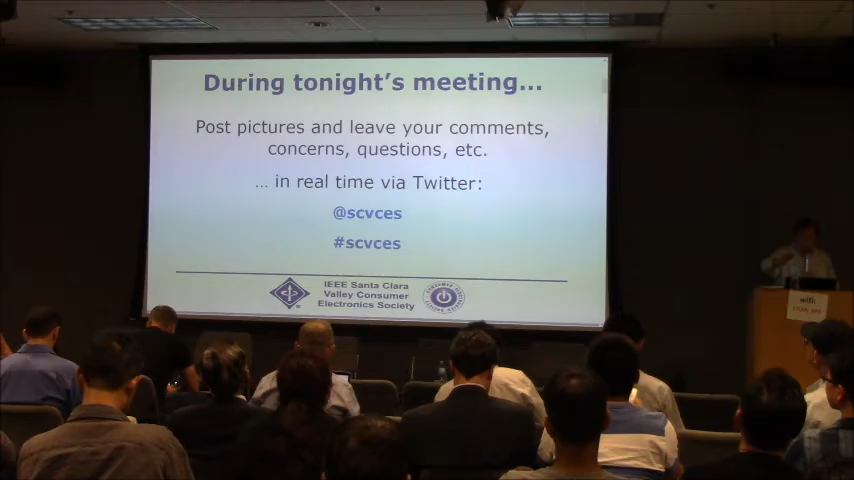 During tonight's meeting...
Post pictures and leave your comments,
concerns, questions, etc.
... in real time via Twitter:
@scvces
#scvces
IEEE Santa Clara
Valley Consumer
Electronics Society
with: